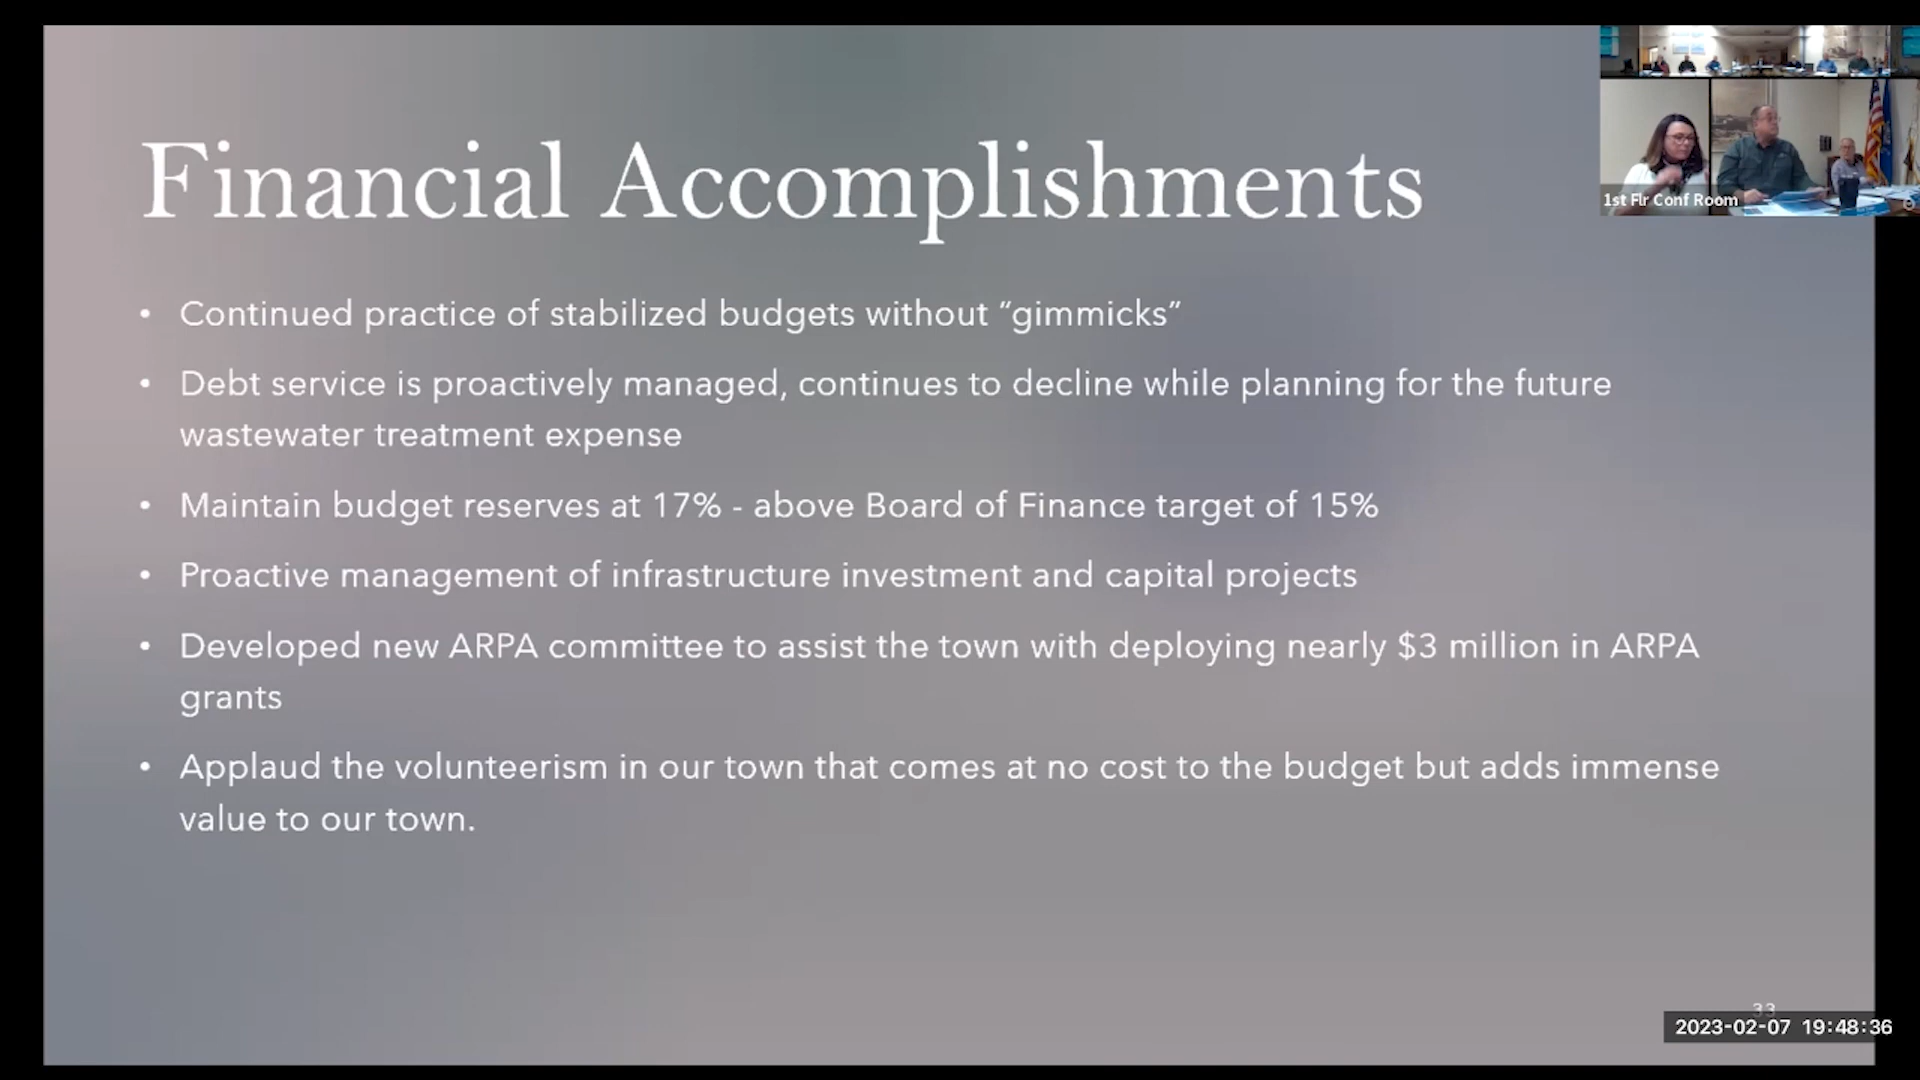 Financial Accomplishments
1st Flr Conf Room
• Continued practice of stabilized budgets without “gimmicks”
• Debt service is proactively managed, continues to decline while planning for the future
wastewater treatment expense
• Maintain budget reserves at 17% - above Board of Finance target of 15%
• Proactive management of infrastructure investment and capital projects
• Developed new ARPA committee to assist the town with deploying nearly $3 million in ARPA
grants
• Applaud the volunteerism in our town that comes at no cost to the budget but adds immense
value to our town.
33
2023-02-07 19:48:36